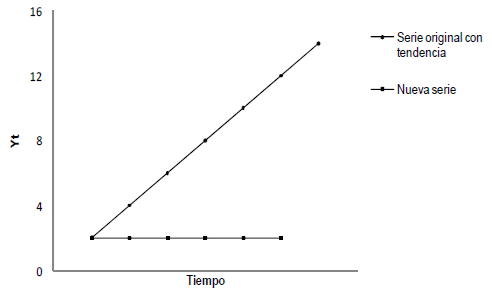 16
12
8
4
0
Yt
Tiempo
Serie original con
tendencia
Nueva serie